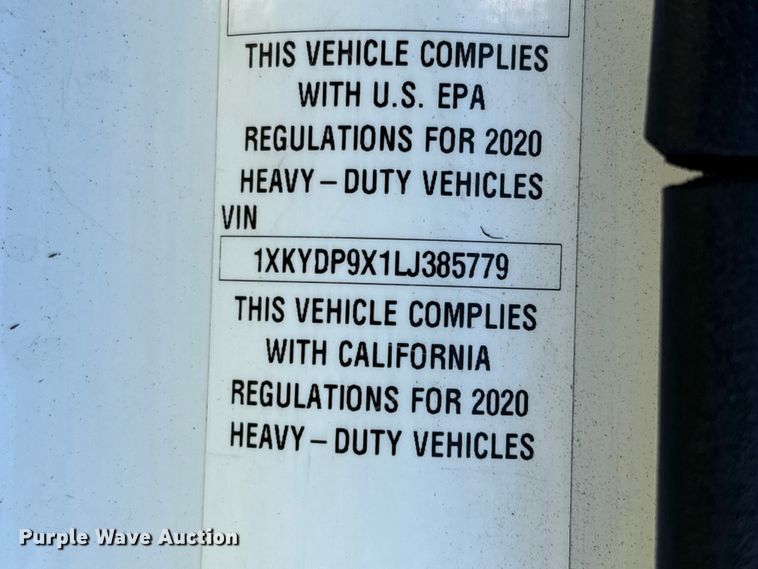 THIS VEHICLE COMPLIES
WITH U.S. EPA
REGULATIONS FOR 2020
HEAVY–DUTY VEHICLES
VIN
1XKYDP9X1LJ385779
THIS VEHICLE COMPLIES
WITH CALIFORNIA
REGULATIONS FOR 2020
HEAVY–DUTY VEHICLES
Purple Wave Auction